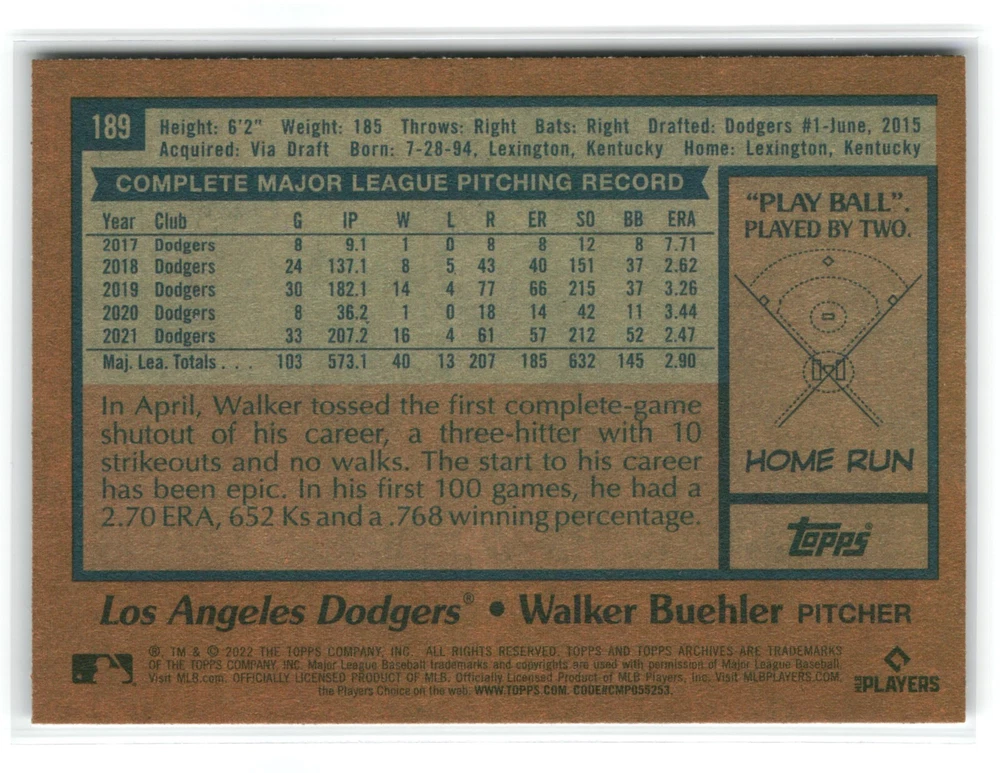 189
Height: 6'2" Weight: 185 Throws: Right Bats: Right Drafted: Dodgers #1-June, 2015
Acquired: Via Draft Born: 7-28-94, Lexington, Kentucky Home: Lexington, Kentucky
COMPLETE MAJOR LEAGUE PITCHING RECORD
Year Club G IP W L R ER SO BB ERA
2017 Dodgers 8 9.1 1 0 8 8 12 8 7.71
2018 Dodgers 24 137.1 8 5 43 40 151 37 2.62
2019 Dodgers 30 182.1 14 4 77 66 215 37 3.26
2020 Dodgers 8 36.2 1 0 18 14 42 11 3.44
2021 Dodgers 33 207.2 16 4 61 57 212 52 2.47
Maj. Lea. Totals . . . 103 573.1 40 13 207 185 632 145 2.90
In April, Walker tossed the first complete-game
shutout of his career, a three-hitter with 10
strikeouts and no walks. The start to his career
has been epic. In his first 100 games, he had a
2.70 ERA, 652 Ks and a .768 winning percentage.
"PLAY BALL".
PLAYED BY TWO.
HOME RUN
Topps®
Los Angeles Dodgers® • Walker Buehler PITCHER
®, TM & © 2022 THE TOPPS COMPANY, INC. ALL RIGHTS RESERVED. TOPPS AND TOPPS ARCHIVES ARE TRADEMARKS
OF THE TOPPS COMPANY, INC. Major League Baseball trademarks and copyrights are used with permission of Major League Baseball.
Visit MLB.com. OFFICIALLY LICENSED PRODUCT OF MLB. Officially Licensed Product of MLB Players, Inc. Visit MLBPLAYERS.COM,
the Players Choice on the web. WWW.TOPPS.COM. CODE#CMP055253.
MLB PLAYERS